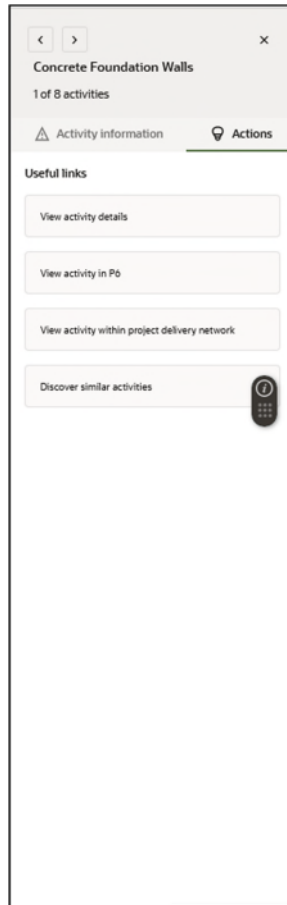 Concrete Foundation Walls
1 of 8 activities
Activity information
Actions
Useful links
View activity details
View activity in P6
View activity within project delivery network
Discover similar activities